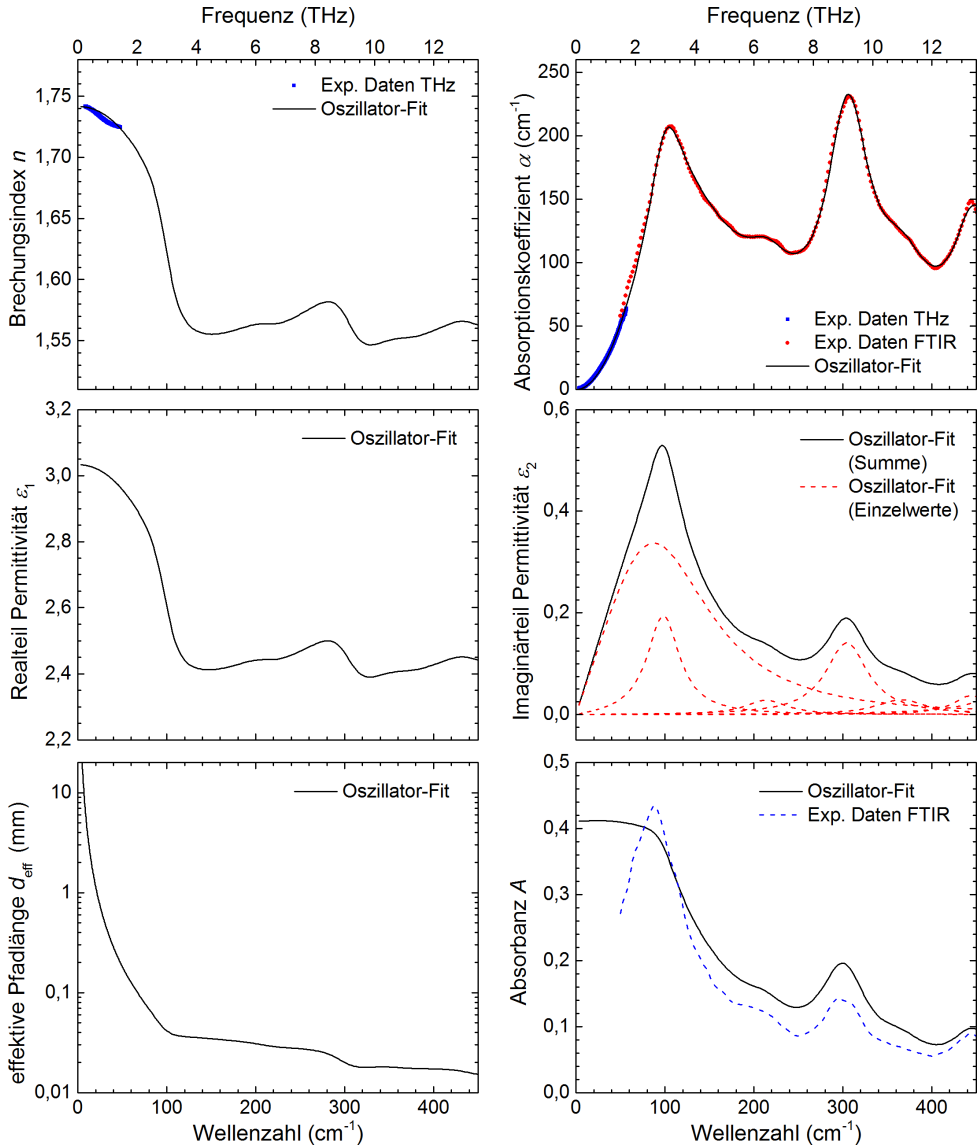 Frequenz (THz)
0 2 4 6 8 10 12
Frequenz (THz)
0 2 4 6 8 10 12
Brechungsindex n
1,75
1,70
1,65
1,60
1,55
Exp. Daten THz
Oszillator-Fit
Absorptionskoeffizient α (cm⁻¹)
250
200
150
100
50
0
Exp. Daten THz
Exp. Daten FTIR
Oszillator-Fit
Realteil Permittivität ε₁
3,2
3,0
2,8
2,6
2,4
2,2
Oszillator-Fit
Imaginärteil Permittivität ε₂
0,6
0,4
0,2
0,0
Oszillator-Fit
(Summe)
Oszillator-Fit
(Einzelwerte)
effektive Pfadlänge d_eff (mm)
10
1
0,1
0,01
Oszillator-Fit
0 100 200 300 400
Wellenzahl (cm⁻¹)
Absorbanz A
0,5
0,4
0,3
0,2
0,1
0,0
Oszillator-Fit
Exp. Daten FTIR
0 100 200 300 400
Wellenzahl (cm⁻¹)